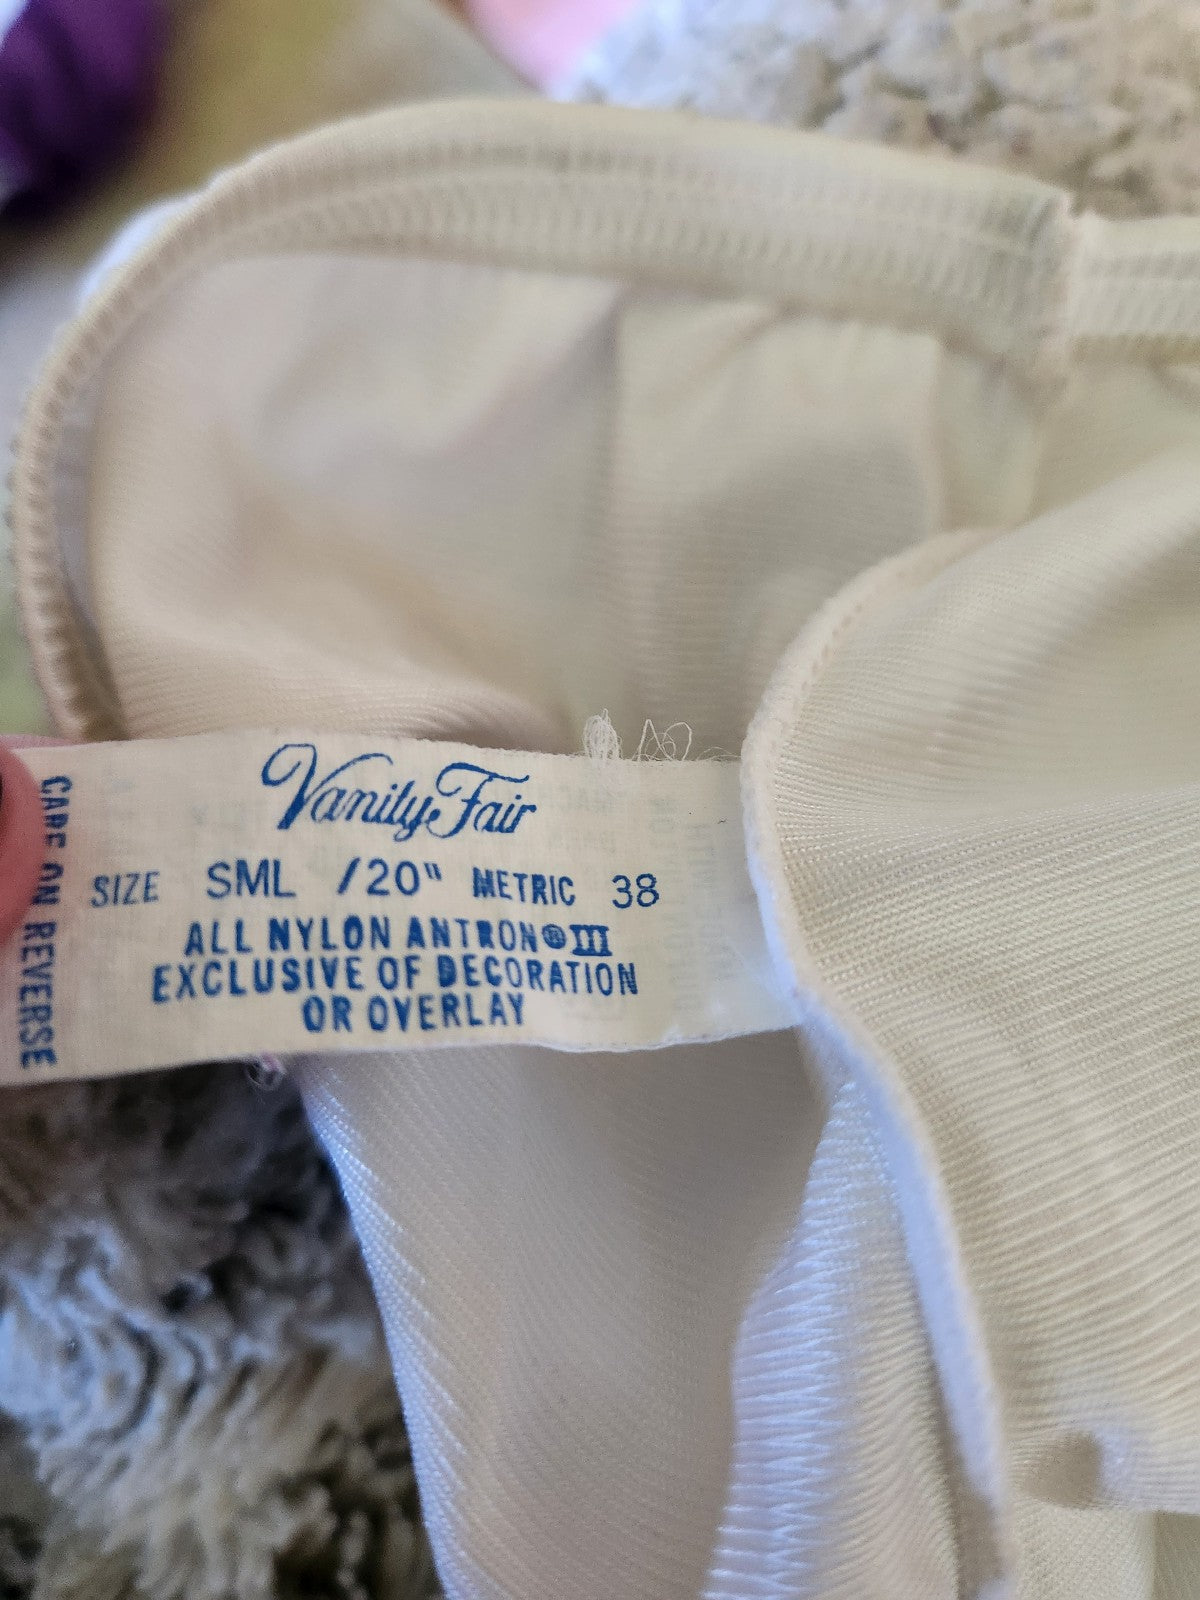 Vanity Fair
SIZE SML /20" METRIC 38
ALL NYLON ANTRON® III
EXCLUSIVE OF DECORATION
OR OVERLAY
CARE ON REVERSE